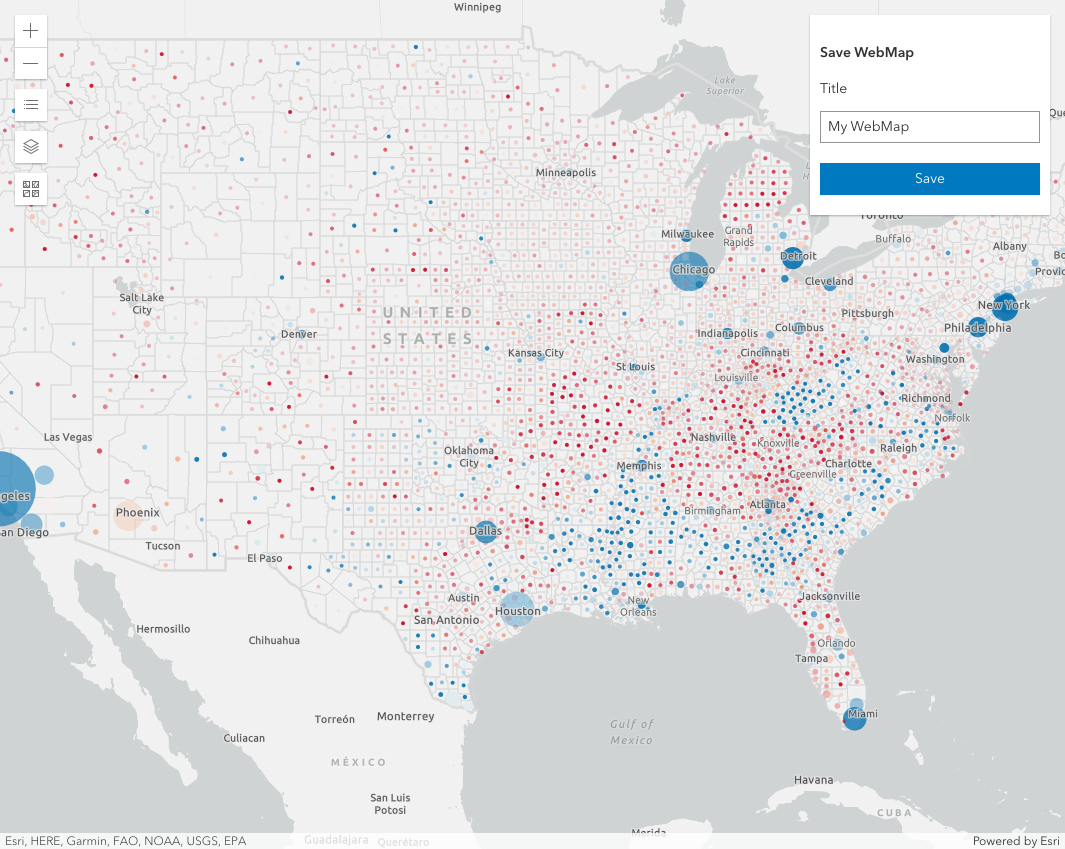 Winnipeg
Save WebMap
Title
My WebMap
Save
Lake
Superior
Minneapolis
Toronto
Milwaukee
Grand
Rapids
Buffalo
Albany
Detroit
Chicago
Cleveland
Provid
Salt Lake
City
New York
UNITED
STATES
Pittsburgh
Philadelphia
Denver
Indianapolis
Columbus
Kansas City
Cincinnati
Washington
St Louis
Louisville
Richmond
Norfolk
Las Vegas
Nashville
Knoxville
Raleigh
Oklahoma
City
Memphis
Charlotte
Greenville
geles
Phoenix
Birmingham
Atlanta
San Diego
Dallas
Tucson
El Paso
Austin
Houston
New
Orleans
Jacksonville
San Antonio
Hermosillo
Chihuahua
Orlando
Tampa
Torreón
Monterrey
Miami
Gulf of
Mexico
Culiacan
MÉXICO
Havana
San Luis
Potosi
CUBA
Merida
Guadalajara
Querétaro
Esri, HERE, Garmin, FAO, NOAA, USGS, EPA
Powered by Esri